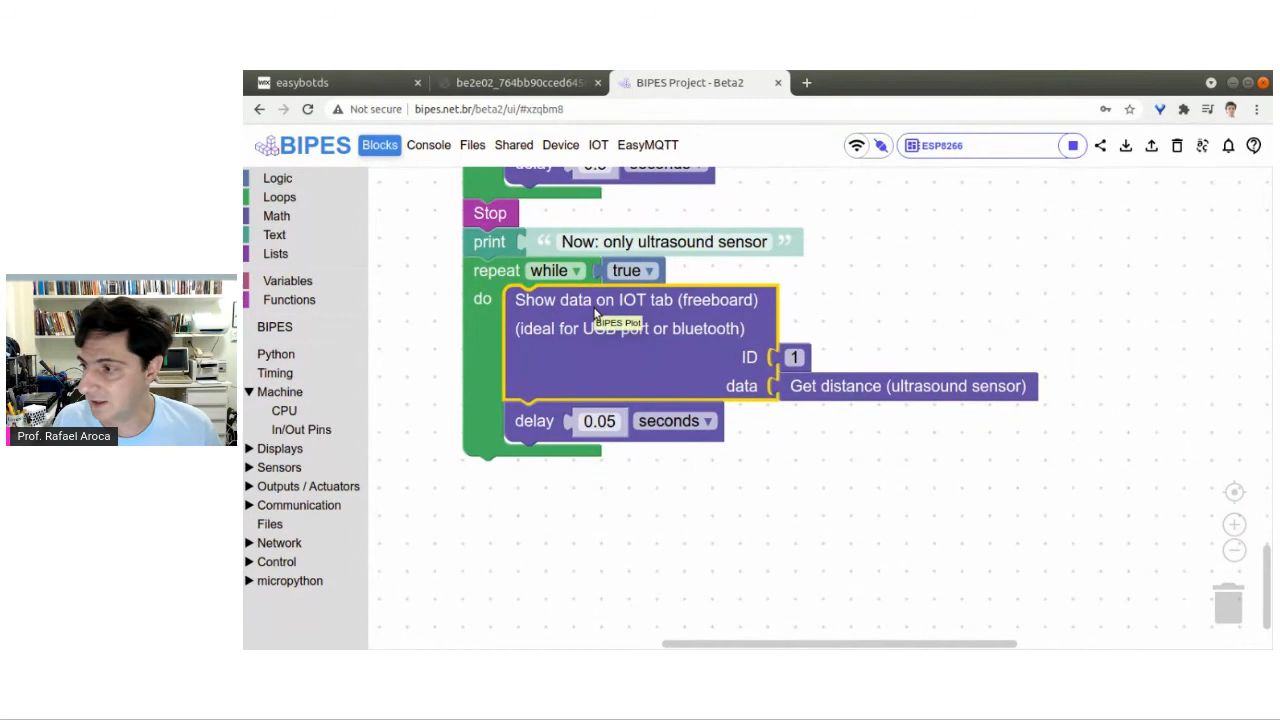 easybotds
be2e02_764bb90cced645
BIPES Project - Beta2
Not secure
bipes.net.br/beta2/ui/#xzqbm8
BIPES
Blocks
Console
Files
Shared
Device
IOT
EasyMQTT
ESP8266
Logic
Loops
Math
Text
Lists
Variables
Functions
BIPES
Python
Timing
Machine
CPU
In/Out Pins
Displays
Sensors
Outputs / Actuators
Communication
Files
Network
Control
micropython
Stop
print “ Now: only ultrasound sensor ”
repeat while true
do Show data on IOT tab (freeboard)
BIPES Plot
(ideal for USB port or bluetooth)
ID 1
data Get distance (ultrasound sensor)
delay 0.05 seconds
Prof. Rafael Aroca